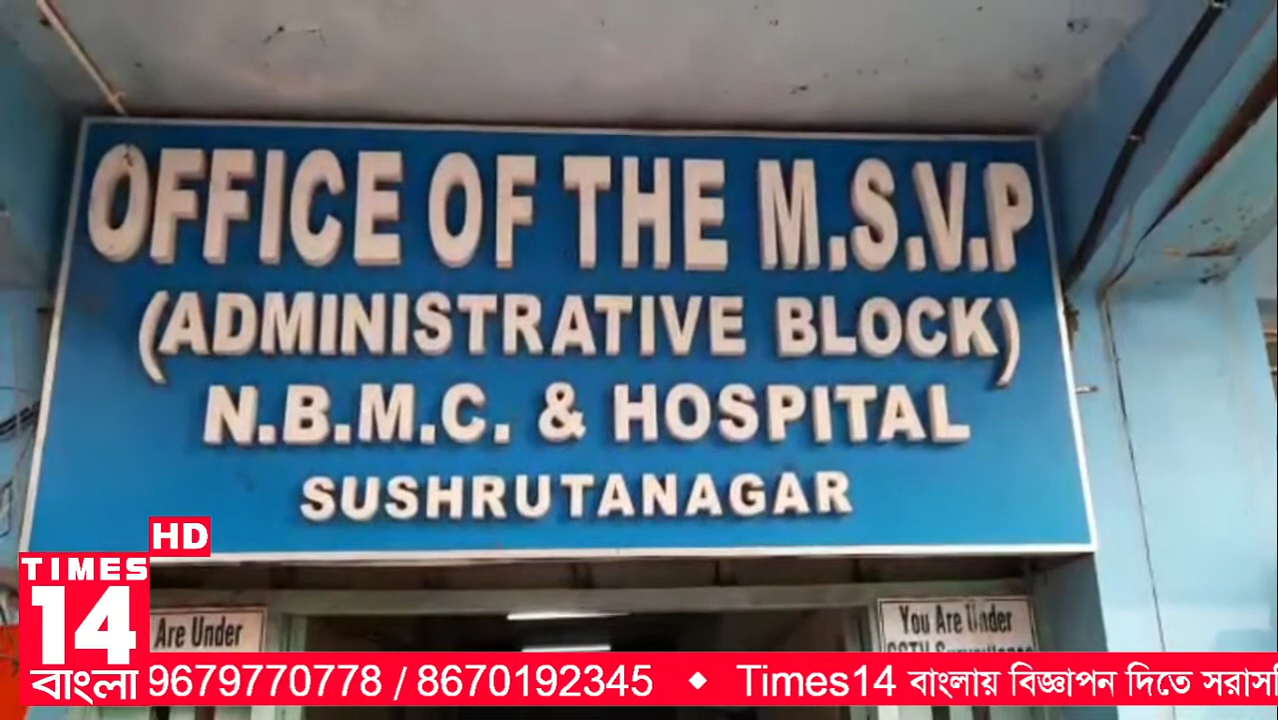 OFFICE OF THE M.S.V.P
(ADMINISTRATIVE BLOCK)
N.B.M.C. & HOSPITAL
SUSHRUTANAGAR
HD
TIMES
14
বাংলা
Are Under
You Are Under
9679770778 / 8670192345 ◆ Times14 বাংলায় বিজ্ঞাপন দিতে